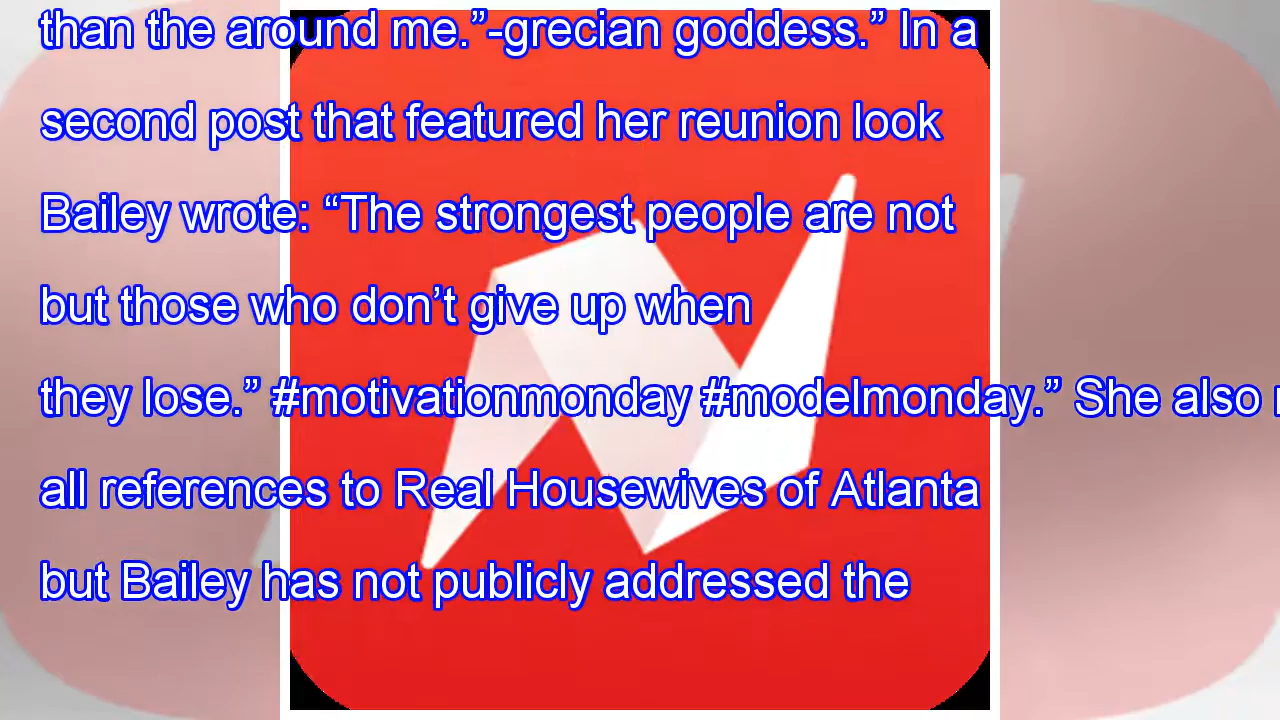 than the around me.”-grecian goddess.” In a
second post that featured her reunion look
Bailey wrote: “The strongest people are not
but those who don’t give up when
they lose.” #motivationmonday #modelmonday.” She also
all references to Real Housewives of Atlanta
but Bailey has not publicly addressed the